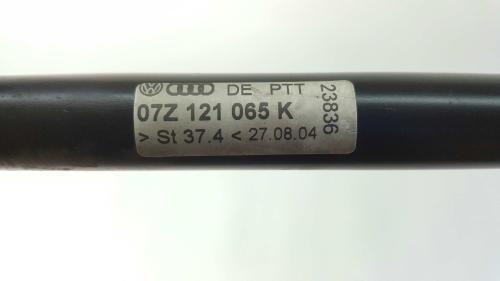 DE PTT
07Z 121 065 K
> St 37.4 < 27.08.04
23836